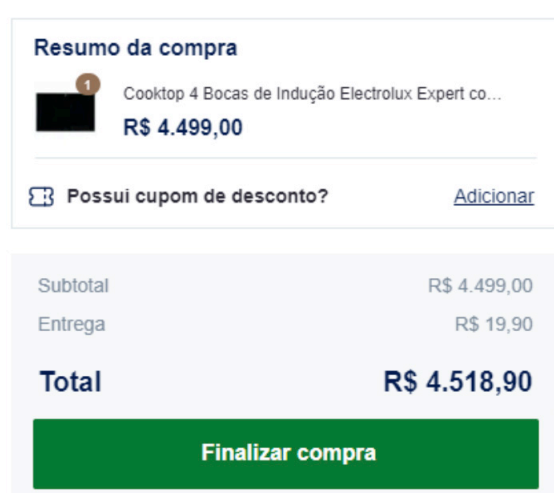 Resumo da compra
1
Cooktop 4 Bocas de Indução Electrolux Expert co...
R$ 4.499,00
Possui cupom de desconto? Adicionar
Subtotal R$ 4.499,00
Entrega R$ 19,90
Total R$ 4.518,90
Finalizar compra